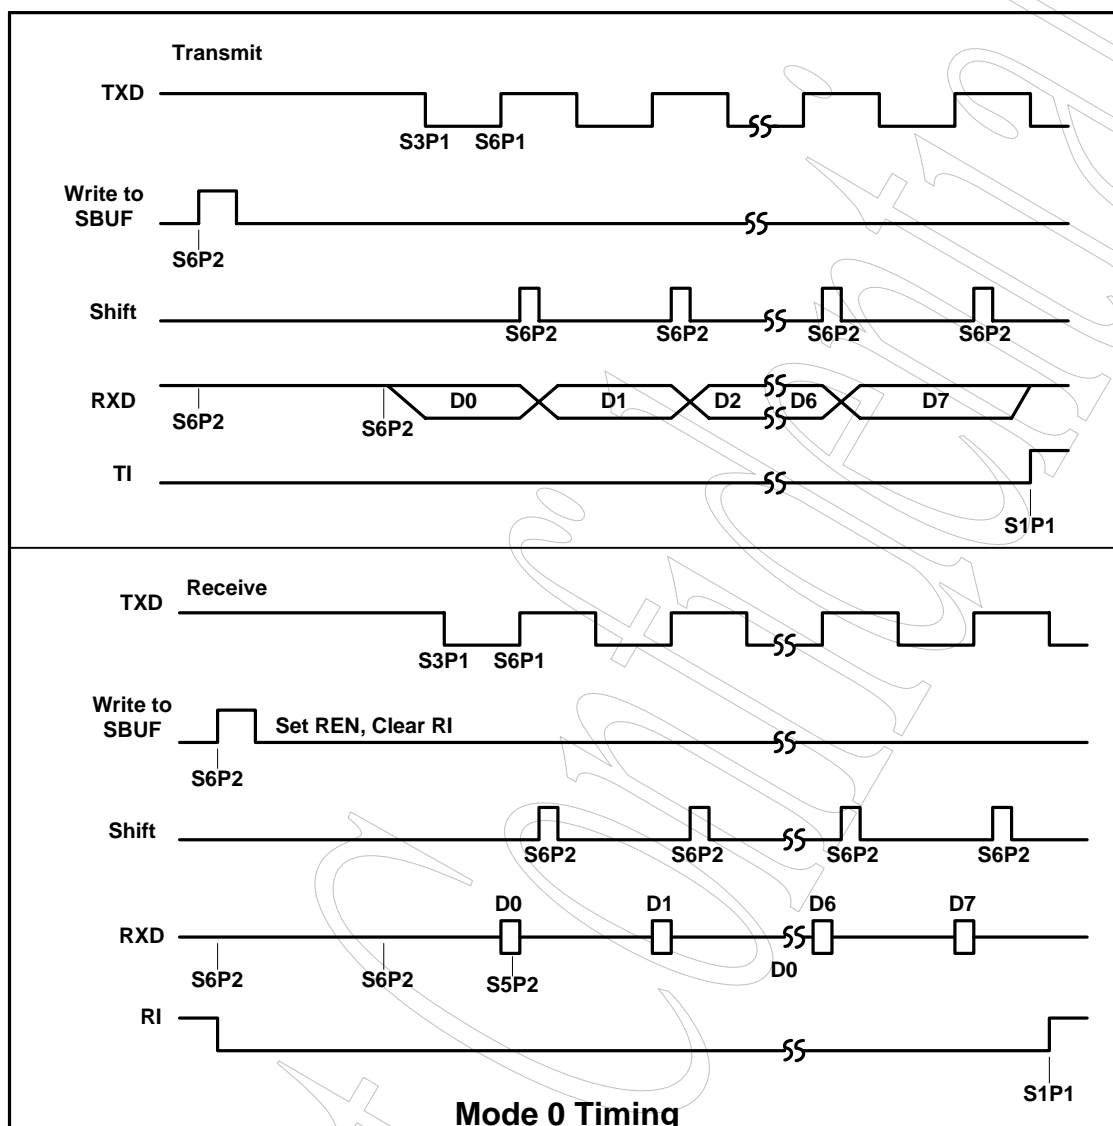 Transmit
TXD
S3P1 S6P1
Write to
SBUF
S6P2
Shift
S6P2 S6P2 S6P2 S6P2
RXD D0 D1 D2 D6 D7
S6P2 S6P2
TI
S1P1
Receive
TXD
S3P1 S6P1
Write to
SBUF Set REN, Clear RI
S6P2
Shift
S6P2 S6P2 S6P2 S6P2
D0 D1 D6 D7
RXD
S6P2 S6P2 S5P2 D0
RI
S1P1
Mode 0 Timing